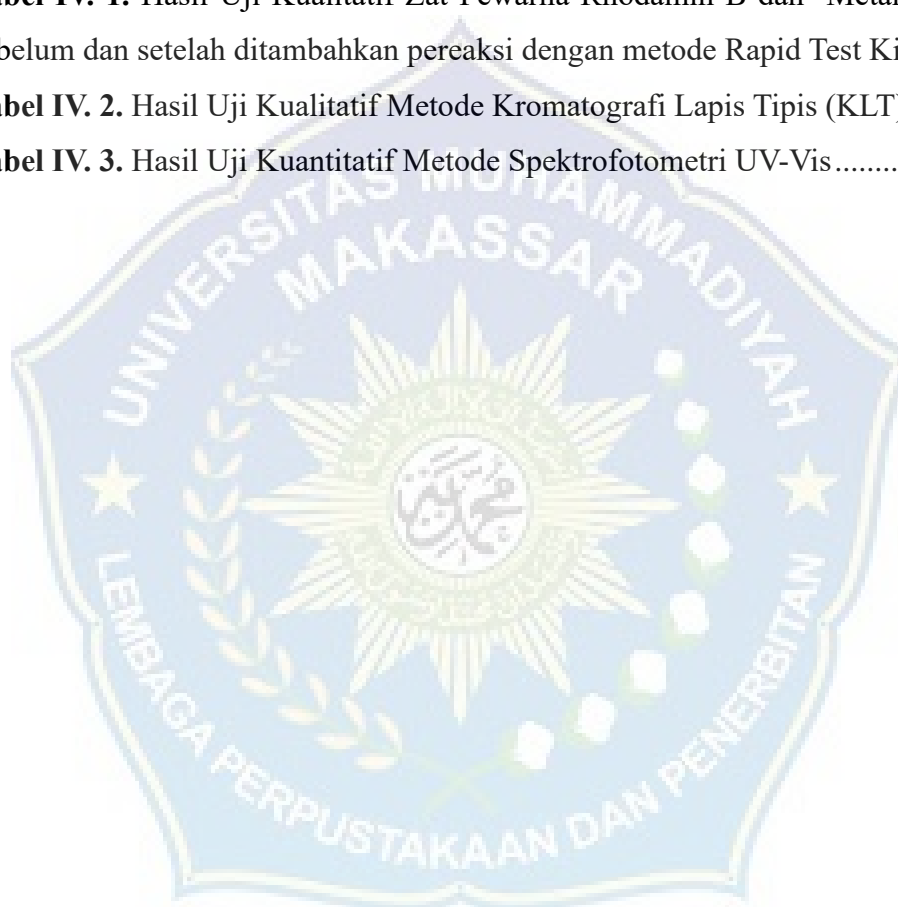 abel IV. 1. Hasil Uji Kualitatif Zat Pewarna Rhodamin B dan Metan
belum dan setelah ditambahkan pereaksi dengan metode Rapid Test Ki
abel IV. 2. Hasil Uji Kualitatif Metode Kromatografi Lapis Tipis (KLT)
abel IV. 3. Hasil Uji Kuantitatif Metode Spektrofotometri UV-Vis........
UNIVERSITAS MUHAMMADIYAH
MAKASSAR
محمدية
LEMBAGA PERPUSTAKAAN DAN PENERBITAN